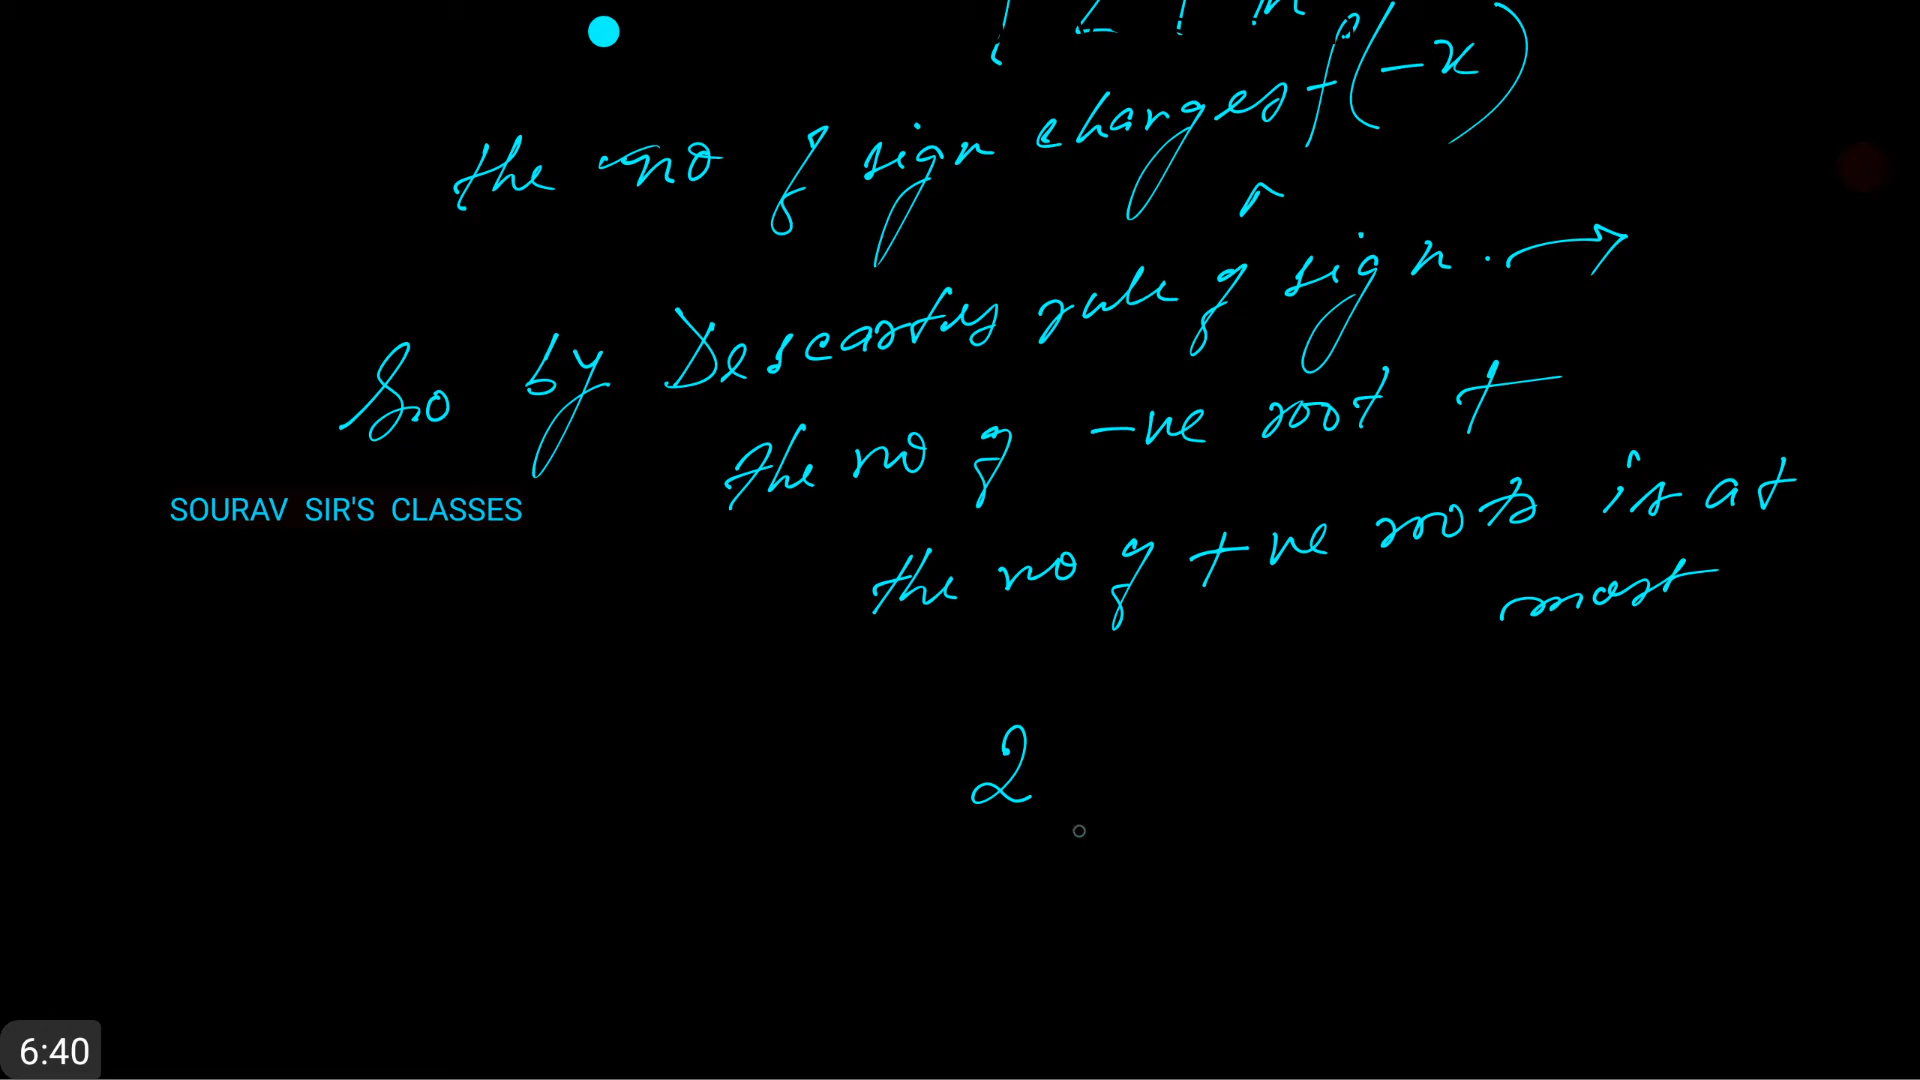 the no of sign changes f(-x)
So by Descartes rule of sign. →
the no of -ve root +
the no of +ve roots is at
most
SOURAV SIR'S CLASSES
2
6:40